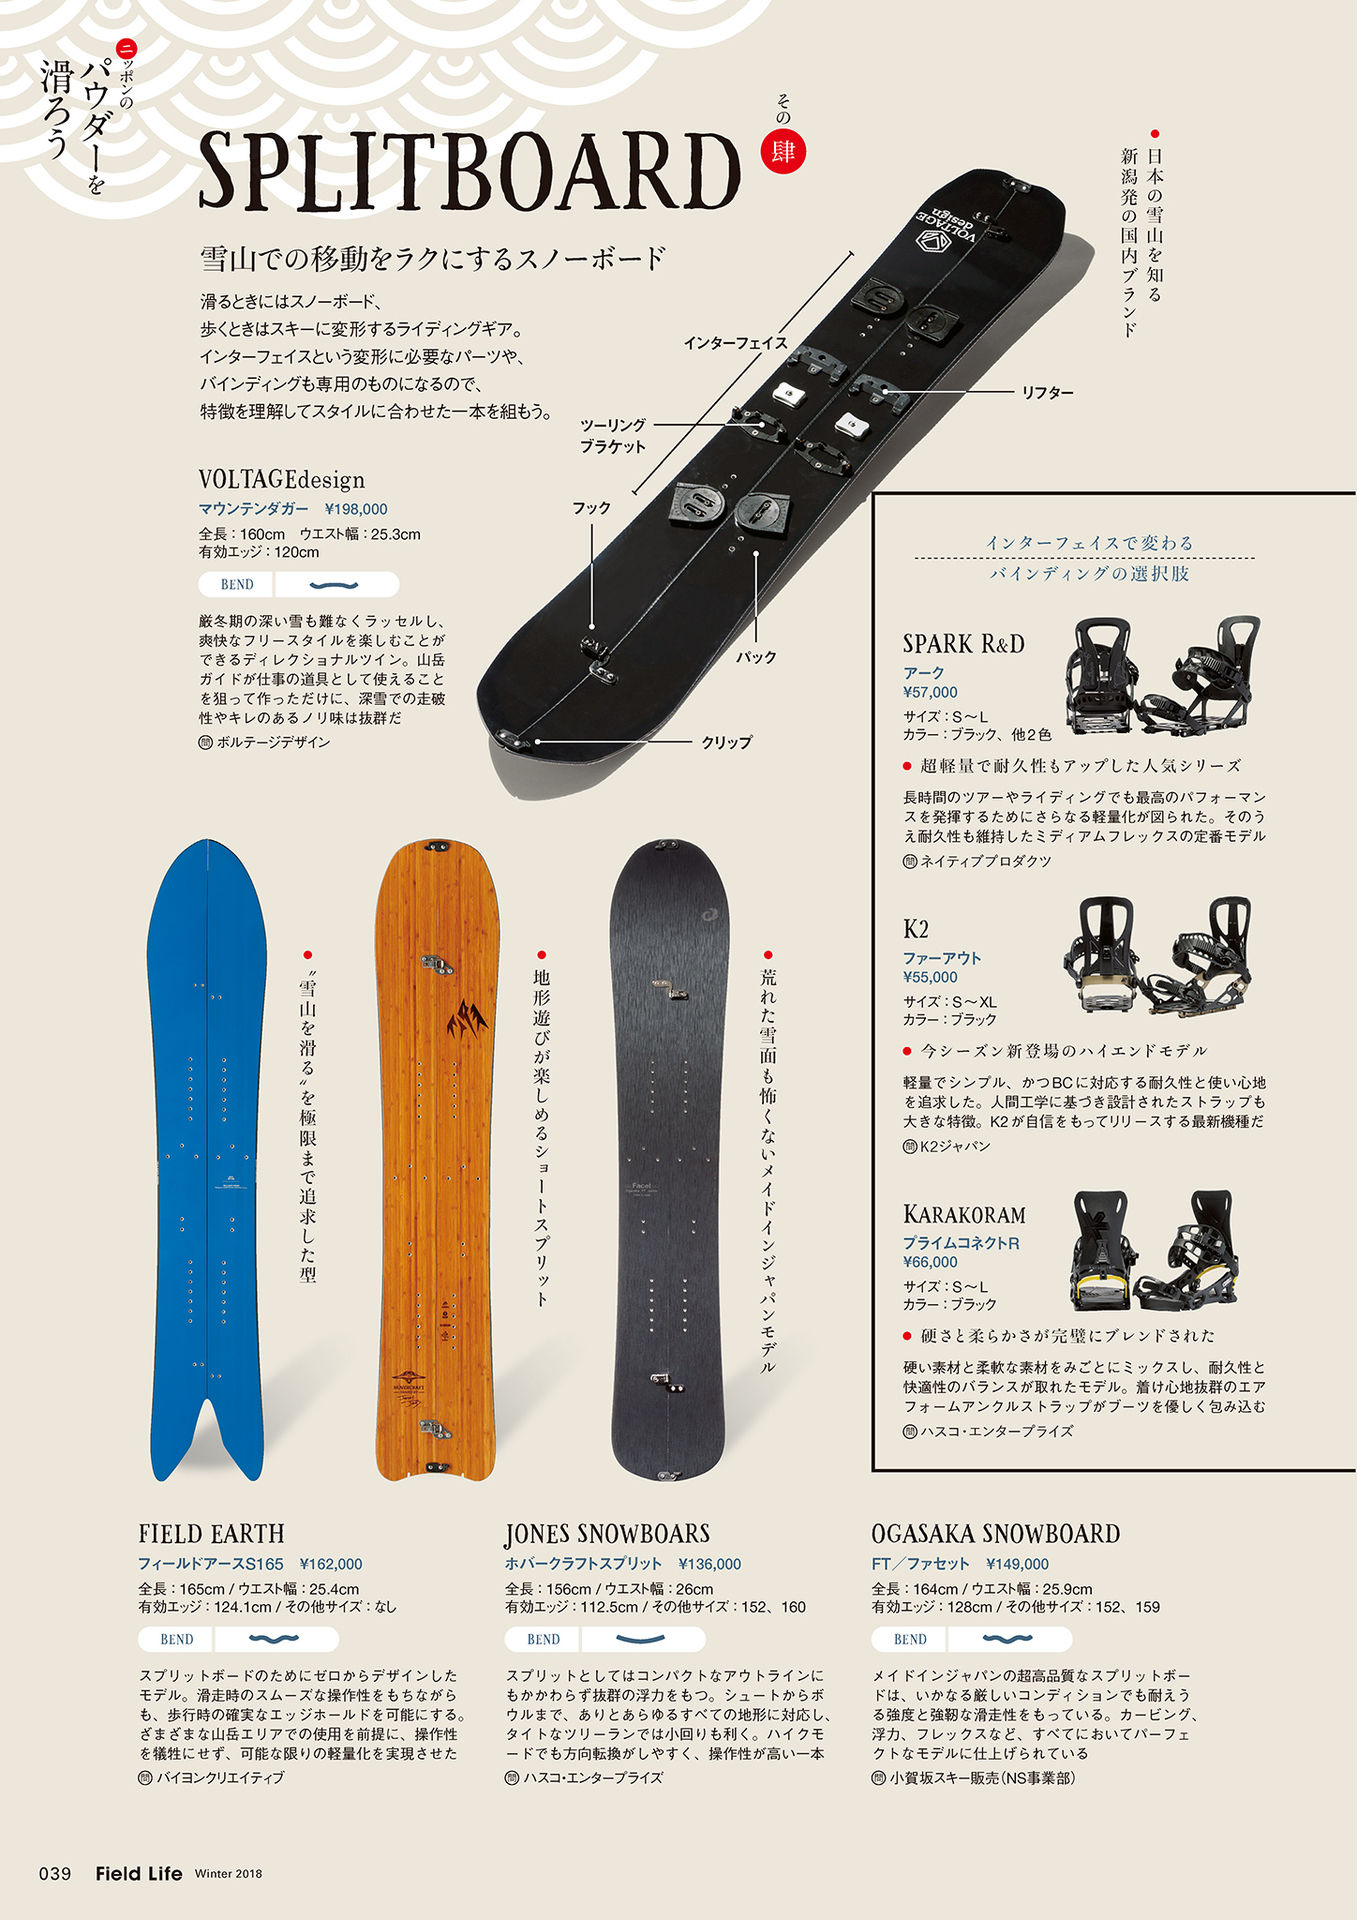 ニッポンの
パウダーを
滑ろう
SPLITBOARD
その
肆
雪山での移動をラクにするスノーボード
滑るときにはスノーボード、
歩くときはスキーに変形するライディングギア。
インターフェイスという変形に必要なパーツや、
バインディングも専用のものになるので、
特徴を理解してスタイルに合わせた一本を組もう。
日本の雪山を知る
新潟発の国内ブランド
VOLTAGE
design
インターフェイス
リフター
ツーリング
ブラケット
フック
パック
クリップ
VOLTAGEdesign
マウンテンダガー ¥198,000
全長：160cm ウエスト幅：25.3cm
有効エッジ：120cm
BEND
厳冬期の深い雪も難なくラッセルし、
爽快なフリースタイルを楽しむことが
できるディレクショナルツイン。山岳
ガイドが仕事の道具として使えること
を狙って作っただけに、深雪での走破
性やキレのあるノリ味は抜群だ
問 ボルテージデザイン
インターフェイスで変わる
バインディングの選択肢
SPARK R&D
アーク
¥57,000
サイズ：S〜L
カラー：ブラック、他2色
超軽量で耐久性もアップした人気シリーズ
長時間のツアーやライディングでも最高のパフォーマン
スを発揮するためにさらなる軽量化が図られた。そのう
え耐久性も維持したミディアムフレックスの定番モデル
問 ネイティブプロダクツ
K2
ファーアウト
¥55,000
サイズ：S〜XL
カラー：ブラック
今シーズン新登場のハイエンドモデル
軽量でシンプル、かつBCに対応する耐久性と使い心地
を追求した。人間工学に基づき設計されたストラップも
大きな特徴。K2が自信をもってリリースする最新機種だ
問 K2ジャパン
KARAKORAM
プライムコネクトR
¥66,000
サイズ：S〜L
カラー：ブラック
硬さと柔らかさが完璧にブレンドされた
硬い素材と柔軟な素材をみごとにミックスし、耐久性と
快適性のバランスが取れたモデル。着け心地抜群のエア
フォームアンクルストラップがブーツを優しく包み込む
問 ハスコ・エンタープライズ
〝雪山を滑る〟を極限まで追求した型
地形遊びが楽しめるショートスプリット
HOVERCRAFT
荒れた雪面も怖くないメイドインジャパンモデル
Facet
FIELD EARTH
フィールドアースS165 ¥162,000
全長：165cm / ウエスト幅：25.4cm
有効エッジ：124.1cm / その他サイズ：なし
BEND
スプリットボードのためにゼロからデザインした
モデル。滑走時のスムーズな操作性をもちながら
も、歩行時の確実なエッジホールドを可能にする。
ざまざまな山岳エリアでの使用を前提に、操作性
を犠牲にせず、可能な限りの軽量化を実現させた
問 バイヨンクリエイティブ
JONES SNOWBOARS
ホバークラフトスプリット ¥136,000
全長：156cm / ウエスト幅：26cm
有効エッジ：112.5cm / その他サイズ：152、160
BEND
スプリットとしてはコンパクトなアウトラインに
もかかわらず抜群の浮力をもつ。シュートからボ
ウルまで、ありとあらゆるすべての地形に対応し、
タイトなツリーランでは小回りも利く。ハイクモ
ードでも方向転換がしやすく、操作性が高い一本
問 ハスコ・エンタープライズ
OGASAKA SNOWBOARD
FT／ファセット ¥149,000
全長：164cm / ウエスト幅：25.9cm
有効エッジ：128cm / その他サイズ：152、159
BEND
メイドインジャパンの超高品質なスプリットボー
ドは、いかなる厳しいコンディションでも耐えう
る強度と強靭な滑走性をもっている。カービング、
浮力、フレックスなど、すべてにおいてパーフェ
クトなモデルに仕上げられている
問 小賀坂スキー販売（NS事業部）
039 Field Life Winter 2018